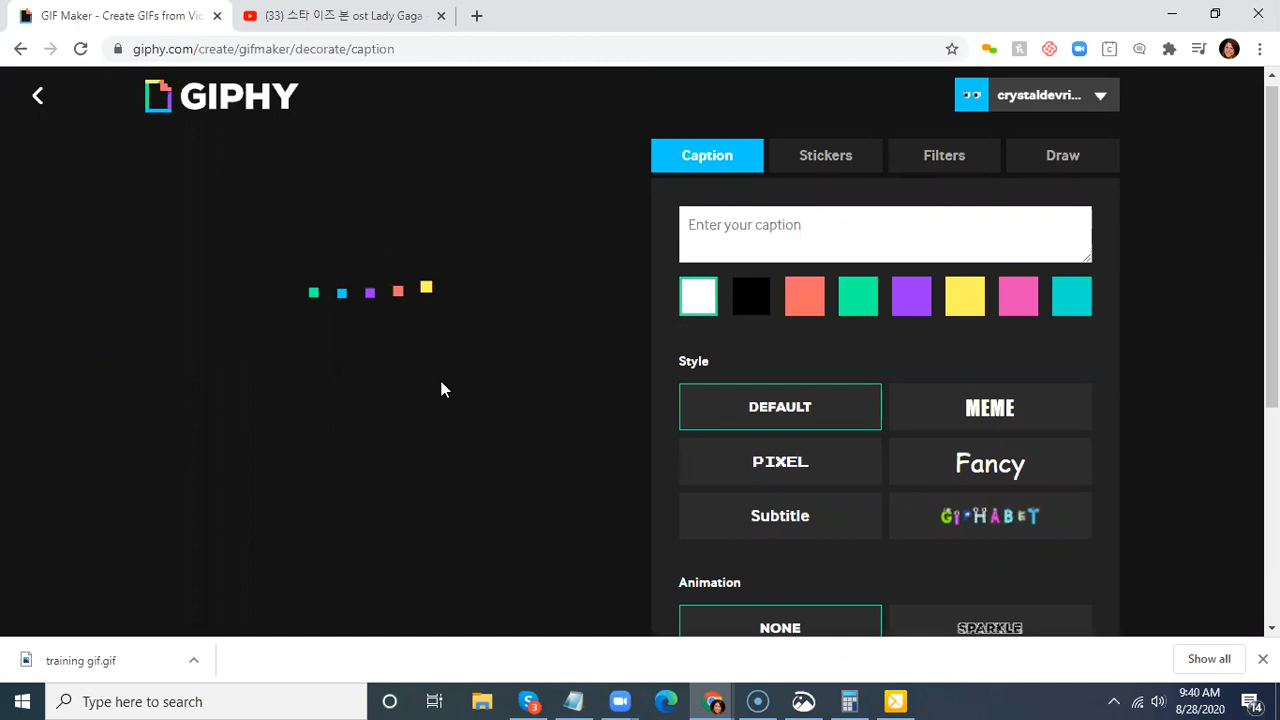 GIF Maker - Create GIFs from Vic
(33) 스타 이즈 본 ost Lady Gaga -
giphy.com/create/gifmaker/decorate/caption
GIPHY
crystaldevri...
Caption
Stickers
Filters
Draw
Enter your caption
Style
DEFAULT
MEME
PIXEL
Fancy
Subtitle
GIPHABET
Animation
NONE
SPARKLE
training gif.gif
Show all
Type here to search
3
9:40 AM
8/28/2020
14